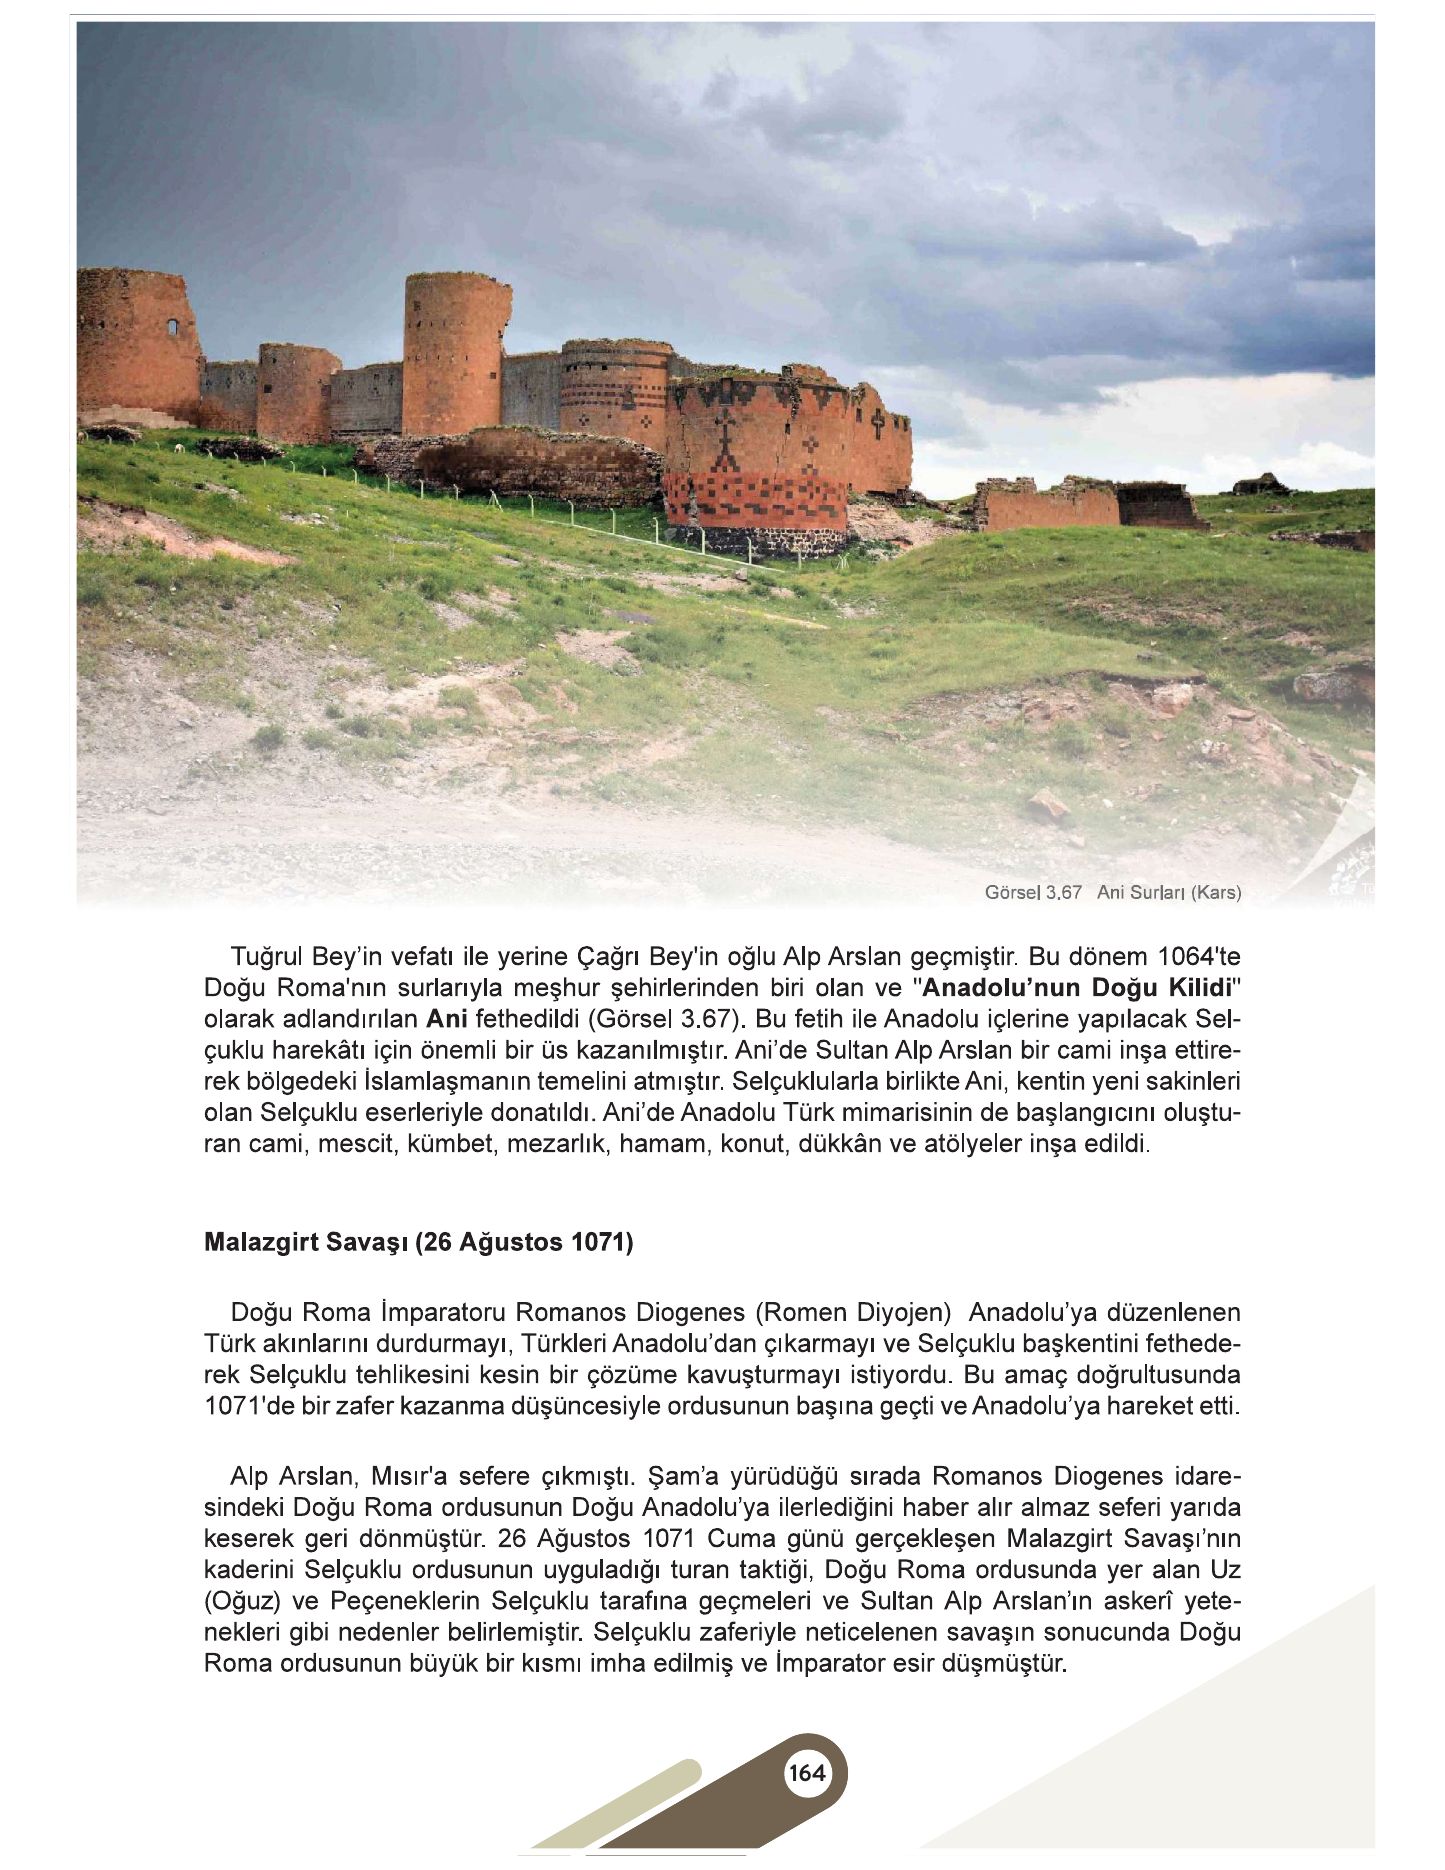 Görsel 3.67 Ani Surları (Kars)
Tuğrul Bey’in vefatı ile yerine Çağrı Bey'in oğlu Alp Arslan geçmiştir. Bu dönem 1064'te
Doğu Roma'nın surlarıyla meşhur şehirlerinden biri olan ve "Anadolu’nun Doğu Kilidi"
olarak adlandırılan Ani fethedildi (Görsel 3.67). Bu fetih ile Anadolu içlerine yapılacak Sel-
çuklu harekâtı için önemli bir üs kazanılmıştır. Ani’de Sultan Alp Arslan bir cami inşa ettire-
rek bölgedeki İslamlaşmanın temelini atmıştır. Selçuklularla birlikte Ani, kentin yeni sakinleri
olan Selçuklu eserleriyle donatıldı. Ani’de Anadolu Türk mimarisinin de başlangıcını oluştu-
ran cami, mescit, kümbet, mezarlık, hamam, konut, dükkân ve atölyeler inşa edildi.
Malazgirt Savaşı (26 Ağustos 1071)
Doğu Roma İmparatoru Romanos Diogenes (Romen Diyojen) Anadolu’ya düzenlenen
Türk akınlarını durdurmayı, Türkleri Anadolu’dan çıkarmayı ve Selçuklu başkentini fethede-
rek Selçuklu tehlikesini kesin bir çözüme kavuşturmayı istiyordu. Bu amaç doğrultusunda
1071'de bir zafer kazanma düşüncesiyle ordusunun başına geçti ve Anadolu’ya hareket etti.
Alp Arslan, Mısır'a sefere çıkmıştı. Şam’a yürüdüğü sırada Romanos Diogenes idare-
sindeki Doğu Roma ordusunun Doğu Anadolu’ya ilerlediğini haber alır almaz seferi yarıda
keserek geri dönmüştür. 26 Ağustos 1071 Cuma günü gerçekleşen Malazgirt Savaşı’nın
kaderini Selçuklu ordusunun uyguladığı turan taktiği, Doğu Roma ordusunda yer alan Uz
(Oğuz) ve Peçeneklerin Selçuklu tarafına geçmeleri ve Sultan Alp Arslan’ın askerî yete-
nekleri gibi nedenler belirlemiştir. Selçuklu zaferiyle neticelenen savaşın sonucunda Doğu
Roma ordusunun büyük bir kısmı imha edilmiş ve İmparator esir düşmüştür.
164